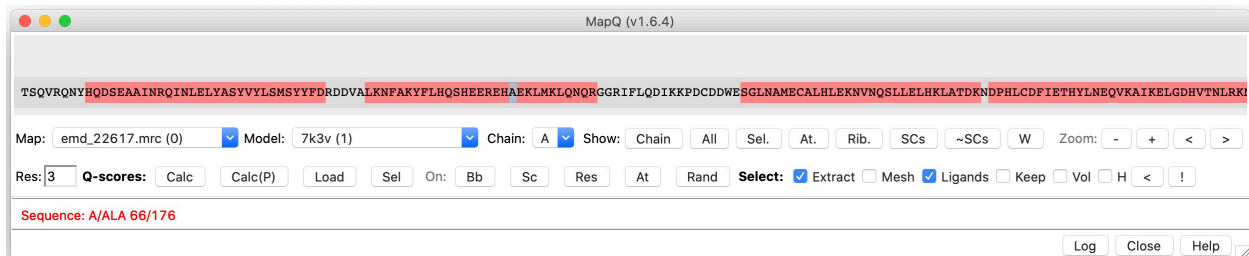 MapQ (v1.6.4)
TSQVRQNYHQDSEAAINRQINLELYASYVYLSMSYYFDRDDVALKNFAKYFLHQSHEEREHAEKLMKLQNQRGGRIFLQDIKKPDCDDWESGLNAMECALHLEKNVNQSLLELHKLATDKNDPHLCDFIETHYLNEQVKAIKELGDHVTNLRK
Map: emd_22617.mrc (0) Model: 7k3v (1) Chain: A Show: Chain All Sel. At. Rib. SCs ~SCs W Zoom: - + < >
Res: 3 Q-scores: Calc Calc(P) Load Sel On: Bb Sc Res At Rand Select: Extract Mesh Ligands Keep Vol H < !
Sequence: A/ALA 66/176
Log Close Help